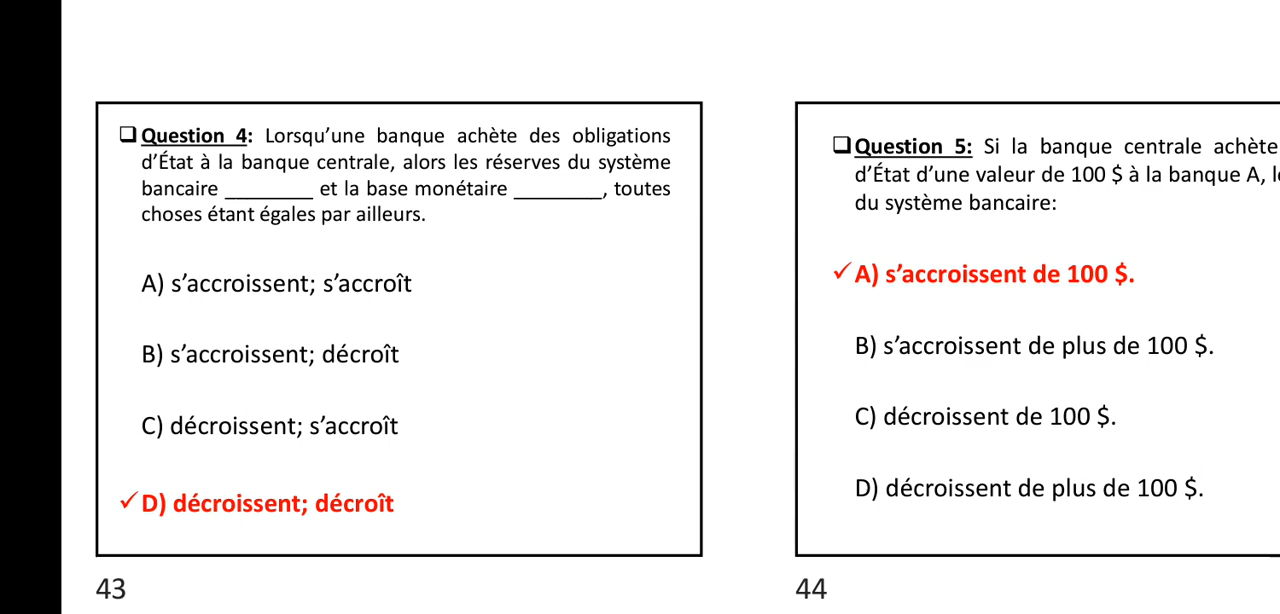 ❑ Question 4: Lorsqu’une banque achète des obligations
d’État à la banque centrale, alors les réserves du système
bancaire ________ et la base monétaire ________, toutes
choses étant égales par ailleurs.
A) s’accroissent; s’accroît
B) s’accroissent; décroît
C) décroissent; s’accroît
✓ D) décroissent; décroît
43
❑ Question 5: Si la banque centrale achète
d’État d’une valeur de 100 $ à la banque A, l
du système bancaire:
✓ A) s’accroissent de 100 $.
B) s’accroissent de plus de 100 $.
C) décroissent de 100 $.
D) décroissent de plus de 100 $.
44